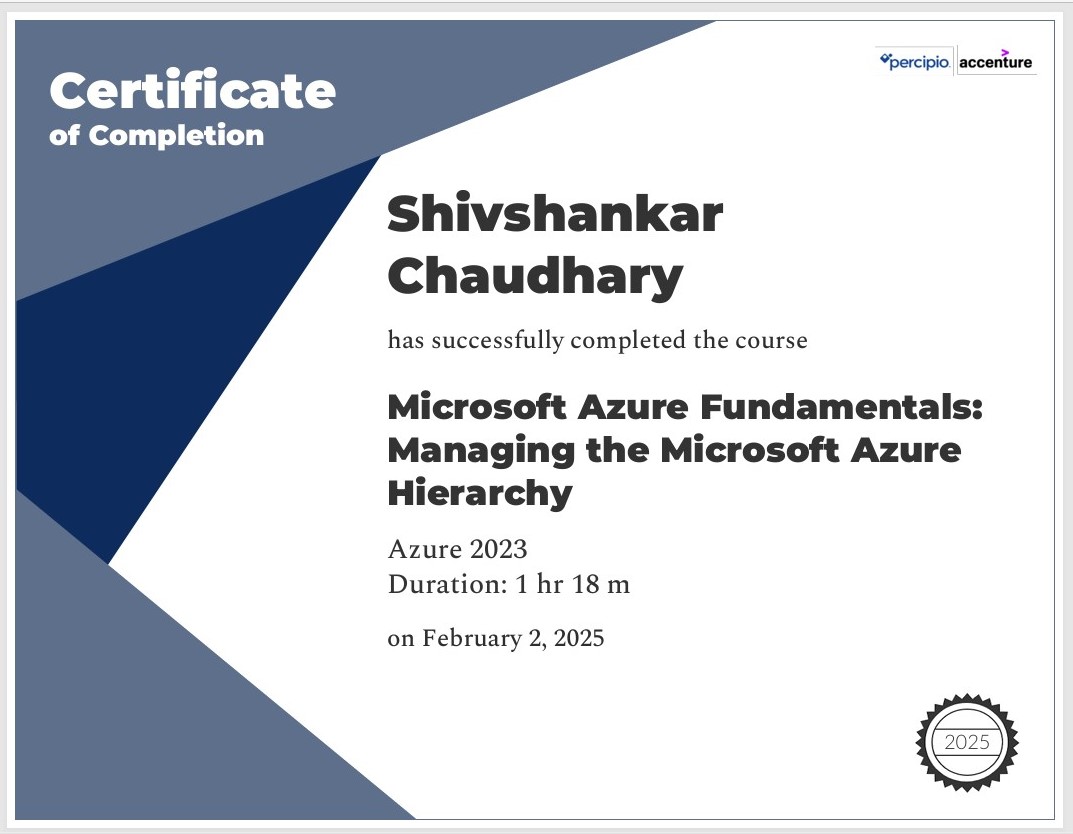 Certificate
of Completion
percipio. accenture
Shivshankar
Chaudhary
has successfully completed the course
Microsoft Azure Fundamentals:
Managing the Microsoft Azure
Hierarchy
Azure 2023
Duration: 1 hr 18 m
on February 2, 2025
2025